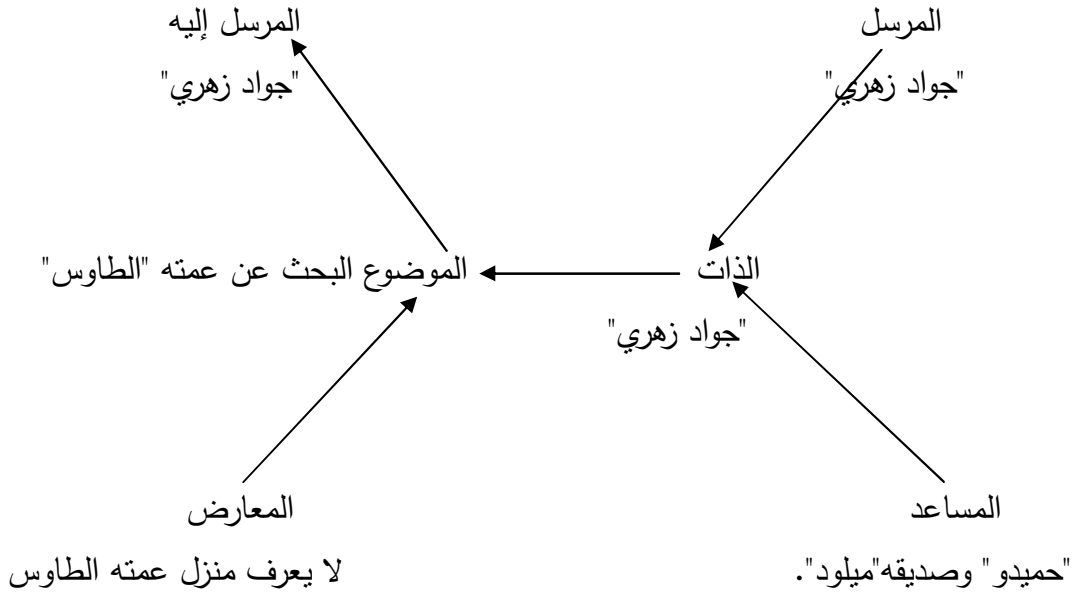 المرسل
المرسل إليه
"جواد زهري"
"جواد زهري"
الذات
الموضوع البحث عن عمته "الطاوس"
"جواد زهري"
المساعد
المعارض
"حميدو" وصديقه"ميلود".
لا يعرف منزل عمته الطاوس